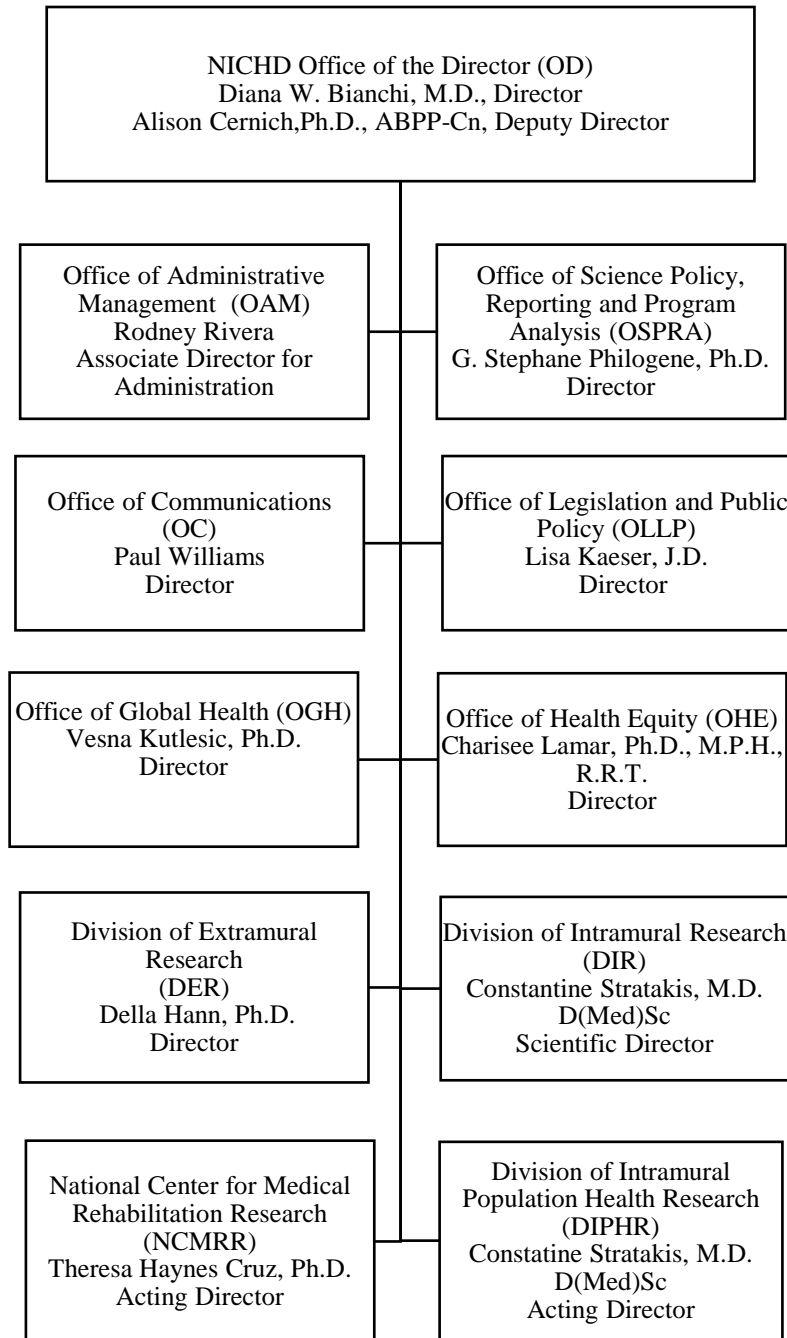 NICHD Office of the Director (OD)
Diana W. Bianchi, M.D., Director
Alison Cernich,Ph.D., ABPP-Cn, Deputy Director
Office of Administrative
Management (OAM)
Rodney Rivera
Associate Director for
Administration
Office of Science Policy,
Reporting and Program
Analysis (OSPRA)
G. Stephane Philogene, Ph.D.
Director
Office of Communications
(OC)
Paul Williams
Director
Office of Legislation and Public
Policy (OLLP)
Lisa Kaeser, J.D.
Director
Office of Global Health (OGH)
Vesna Kutlesic, Ph.D.
Director
Office of Health Equity (OHE)
Charisee Lamar, Ph.D., M.P.H.,
R.R.T.
Director
Division of Extramural
Research
(DER)
Della Hann, Ph.D.
Director
Division of Intramural Research
(DIR)
Constantine Stratakis, M.D.
D(Med)Sc
Scientific Director
National Center for Medical
Rehabilitation Research
(NCMRR)
Theresa Haynes Cruz, Ph.D.
Acting Director
Division of Intramural
Population Health Research
(DIPHR)
Constatine Stratakis, M.D.
D(Med)Sc
Acting Director